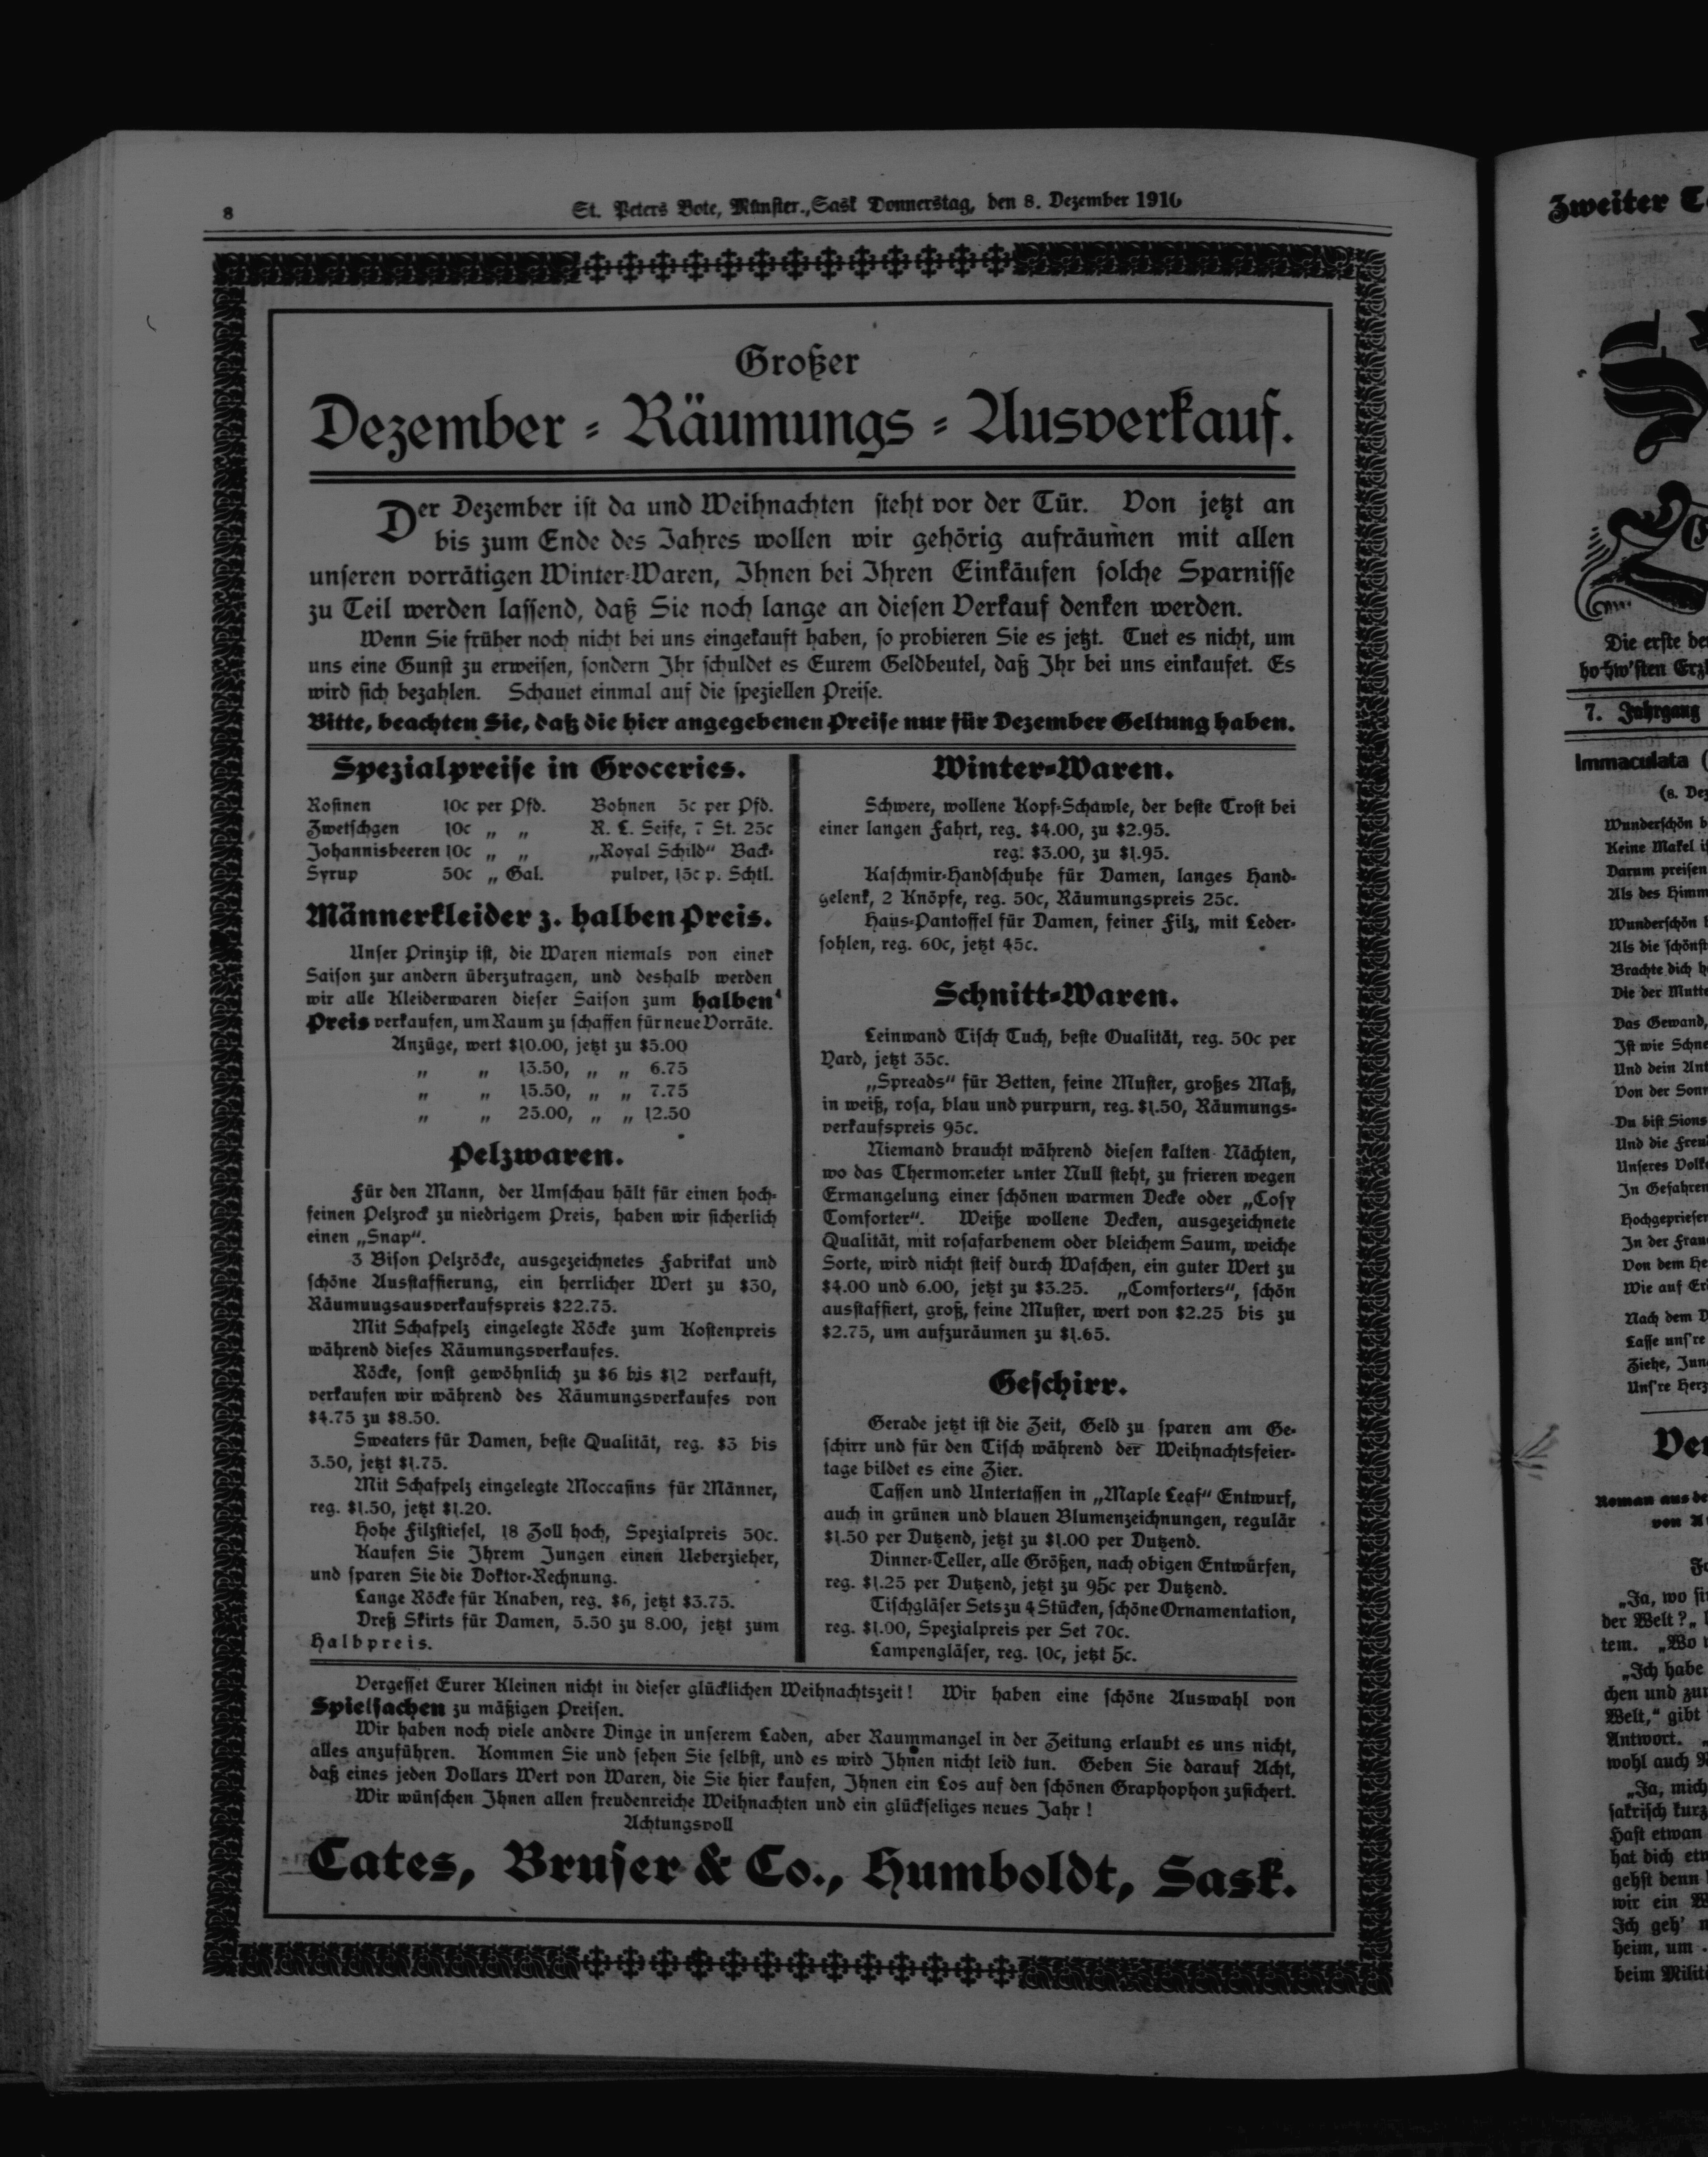 8
St. Peters Bote, Münster., Sask Donnerstag, den 8. Dezember 1910
Großer
Dezember-Räumungs-Ausverkauf.
Der Dezember ist da und Weihnachten steht vor der Tür. Von jetzt an
bis zum Ende des Jahres wollen wir gehörig aufräumen mit allen
unseren vorrätigen Winter-Waren, Ihnen bei Ihren Einkäufen solche Sparnisse
zu Teil werden lassend, daß Sie noch lange an diesen Verkauf denken werden.
Wenn Sie früher noch nicht bei uns eingekauft haben, so probieren Sie es jetzt. Tuet es nicht, um
uns eine Gunst zu erweisen, sondern Ihr schuldet es Eurem Geldbeutel, daß Ihr bei uns einkaufet. Es
wird sich bezahlen. Schauet einmal auf die speziellen Preise.
Bitte, beachten Sie, daß die hier angegebenen Preise nur für Dezember Geltung haben.
Spezialpreise in Groceries.
Rosinen 10c per Pfd. Bohnen 5c per Pfd.
Zwetschgen 10c „ „ R. C. Seife, 7 St. 25c
Johannisbeeren 10c „ „ „Royal Schild“ Back-
Syrup 50c „ Gal. pulver, 15c p. Schtl.
Männerkleider z. halben Preis.
Unser Prinzip ist, die Waren niemals von einer
Saison zur andern überzutragen, und deshalb werden
wir alle Kleiderwaren dieser Saison zum halben
Preis verkaufen, um Raum zu schaffen für neue Vorräte.
Anzüge, wert $10.00, jetzt zu $5.00
„ „ 13.50, „ „ 6.75
„ „ 15.50, „ „ 7.75
„ „ 25.00, „ „ 12.50
Pelzwaren.
Für den Mann, der Umschau hält für einen hoch-
feinen Pelzrock zu niedrigem Preis, haben wir sicherlich
einen „Snap“.
3 Bison Pelzröcke, ausgezeichnetes Fabrikat und
schöne Ausstaffierung, ein herrlicher Wert zu $30,
Räumuugsausverkaufspreis $22.75.
Mit Schafpelz eingelegte Röcke zum Kostenpreis
während dieses Räumungsverkaufes.
Röcke, sonst gewöhnlich zu $6 bis $12 verkauft,
verkaufen wir während des Räumungsverkaufes von
$4.75 zu $8.50.
Sweaters für Damen, beste Qualität, reg. $3 bis
3.50, jetzt $1.75.
Mit Schafpelz eingelegte Moccasins für Männer,
reg. $1.50, jetzt $1.20.
Hohe Filzstiefel, 18 Zoll hoch, Spezialpreis 50c.
Kaufen Sie Ihrem Jungen einen Ueberzieher,
und sparen Sie die Doktor-Rechnung.
Lange Röcke für Knaben, reg. $6, jetzt $3.75.
Dreß Skirts für Damen, 5.50 zu 8.00, jetzt zum
Halbpreis.
Winter-Waren.
Schwere, wollene Kopf-Schawle, der beste Trost bei
einer langen Fahrt, reg. $4.00, zu $2.95.
reg. $3.00, zu $1.95.
Kaschmir-Handschuhe für Damen, langes Hand-
gelenk, 2 Knöpfe, reg. 50c, Räumungspreis 25c.
Haus-Pantoffel für Damen, feiner Filz, mit Leder-
sohlen, reg. 60c, jetzt 45c.
Schnitt-Waren.
Leinwand Tisch Tuch, beste Qualität, reg. 50c per
Yard, jetzt 35c.
„Spreads“ für Betten, feine Muster, großes Maß,
in weiß, rosa, blau und purpurn, reg. $1.50, Räumungs-
verkaufspreis 95c.
Niemand braucht während diesen kalten Nächten,
wo das Thermometer unter Null steht, zu frieren wegen
Ermangelung einer schönen warmen Decke oder „Cosy
Comforter“. Weiße wollene Decken, ausgezeichnete
Qualität, mit rosafarbenem oder bleichem Saum, weiche
Sorte, wird nicht steif durch Waschen, ein guter Wert zu
$4.00 und 6.00, jetzt zu $3.25. „Comforters“, schön
ausstaffiert, groß, feine Muster, wert von $2.25 bis zu
$2.75, um aufzuräumen zu $1.65.
Geschirr.
Gerade jetzt ist die Zeit, Geld zu sparen am Ge-
schirr und für den Tisch während der Weihnachtsfeier-
tage bildet es eine Zier.
Tassen und Untertassen in „Maple Leaf“ Entwurf,
auch in grünen und blauen Blumenzeichnungen, regulär
$1.50 per Dutzend, jetzt zu $1.00 per Dutzend.
Dinner-Teller, alle Größen, nach obigen Entwürfen,
reg. $1.25 per Dutzend, jetzt zu 95c per Dutzend.
Tischgläser Sets zu 4 Stücken, schöne Ornamentation,
reg. $1.00, Spezialpreis per Set 70c.
Lampengläser, reg. 10c, jetzt 5c.
Vergesset Eurer Kleinen nicht in dieser glücklichen Weihnachtszeit! Wir haben eine schöne Auswahl von
Spielsachen zu mäßigen Preisen.
Wir haben noch viele andere Dinge in unserem Laden, aber Raummangel in der Zeitung erlaubt es uns nicht,
alles anzuführen. Kommen Sie und sehen Sie selbst, und es wird Ihnen nicht leid tun. Geben Sie darauf Acht,
daß eines jeden Dollars Wert von Waren, die Sie hier kaufen, Ihnen ein Los auf den schönen Graphophon zusichert.
Wir wünschen Ihnen allen freudenreiche Weihnachten und ein glückseliges neues Jahr!
Achtungsvoll
Cates, Bruser & Co., Humboldt, Sask.
Zweiter
Die erste
7. Jahrgang
Immaculata
Wunderschön
Keine Makel
Darum preisen
Als des
Wunderschön
Als die
Brachte dich
Die der
Das Gewand,
Ist wie
Und dein
Von der
Du bist Sions
Und die
Unseres
In Gefahren
Hochgepriesen
In der
Von dem
Wie auf
Nach dem
Lasse uns're
Ziehe,
Uns're
Roman aus
von
„Ja, wo
der Welt?„
tem. „Wo
„Ich habe
chen und
Welt,“ gibt
Antwort.
wohl auch
„Ja, mich
sakrisch kurz
Hast etwan
hat dich
gehst denn
wir ein
Ich geh'
heim, um
beim